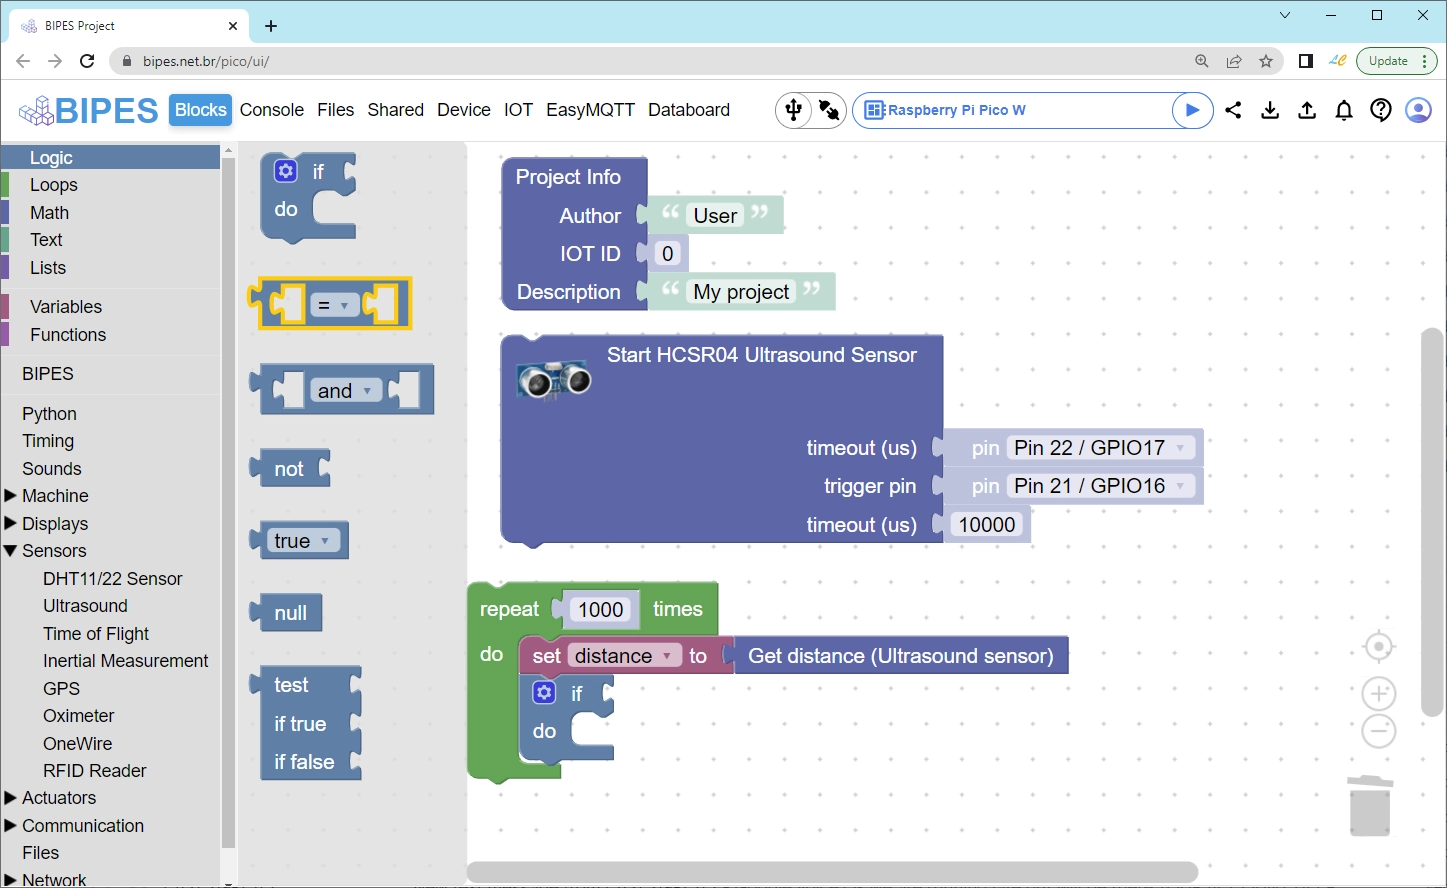 BIPES Project
bipes.net.br/pico/ui/
Update
BIPES Blocks Console Files Shared Device IOT EasyMQTT Databoard
Raspberry Pi Pico W
Logic
Loops
Math
Text
Lists
Variables
Functions
BIPES
Python
Timing
Sounds
Machine
Displays
Sensors
DHT11/22 Sensor
Ultrasound
Time of Flight
Inertial Measurement
GPS
Oximeter
OneWire
RFID Reader
Actuators
Communication
Files
Network
if
do
=
and
not
true
null
test
if true
if false
Project Info
Author “ User ”
IOT ID 0
Description “ My project ”
Start HCSR04 Ultrasound Sensor
timeout (us) pin Pin 22 / GPIO17
trigger pin pin Pin 21 / GPIO16
timeout (us) 10000
repeat 1000 times
do set distance to Get distance (Ultrasound sensor)
if
do